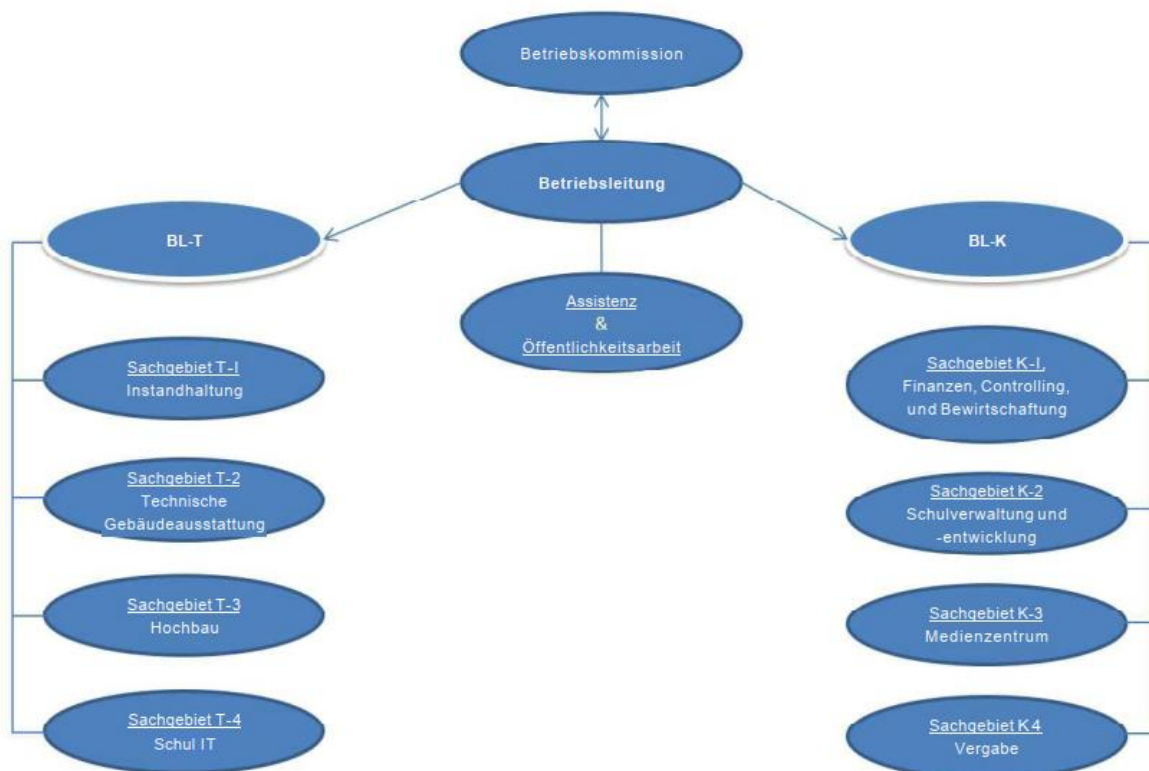 Betriebskommission
Betriebsleitung
BL-T
BL-K
Assistenz
&
Öffentlichkeitsarbeit
Sachgebiet T-I
Instandhaltung
Sachgebiet T-2
Technische
Gebäudeausstattung
Sachgebiet T-3
Hochbau
Sachgebiet T-4
Schul IT
Sachgebiet K-I,
Finanzen, Controlling,
und Bewirtschaftung
Sachgebiet K-2
Schulverwaltung und
-entwicklung
Sachgebiet K-3
Medienzentrum
Sachgebiet K4
Vergabe